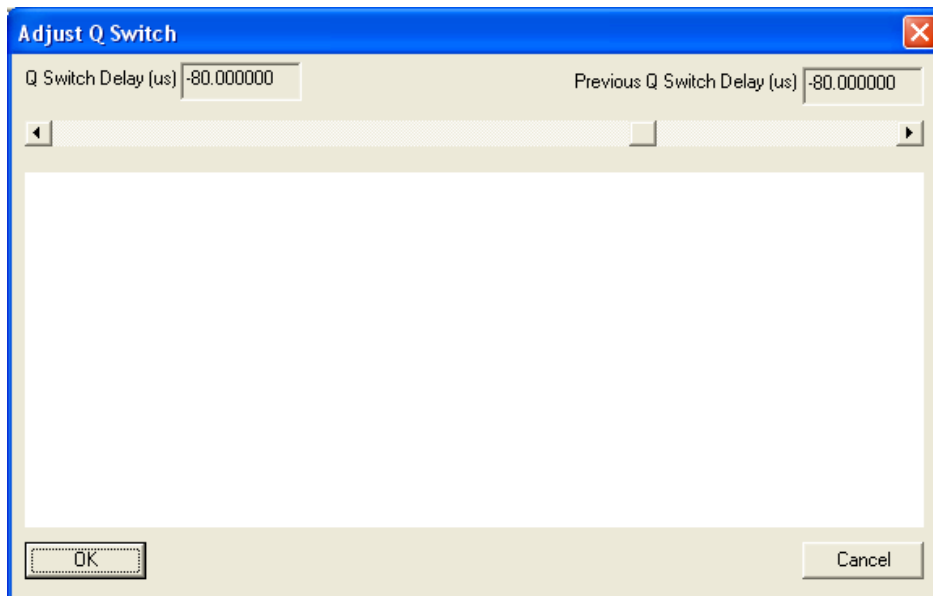 Adjust Q Switch
Q Switch Delay (us) -80.000000
Previous Q Switch Delay (us) -80.000000
OK
Cancel